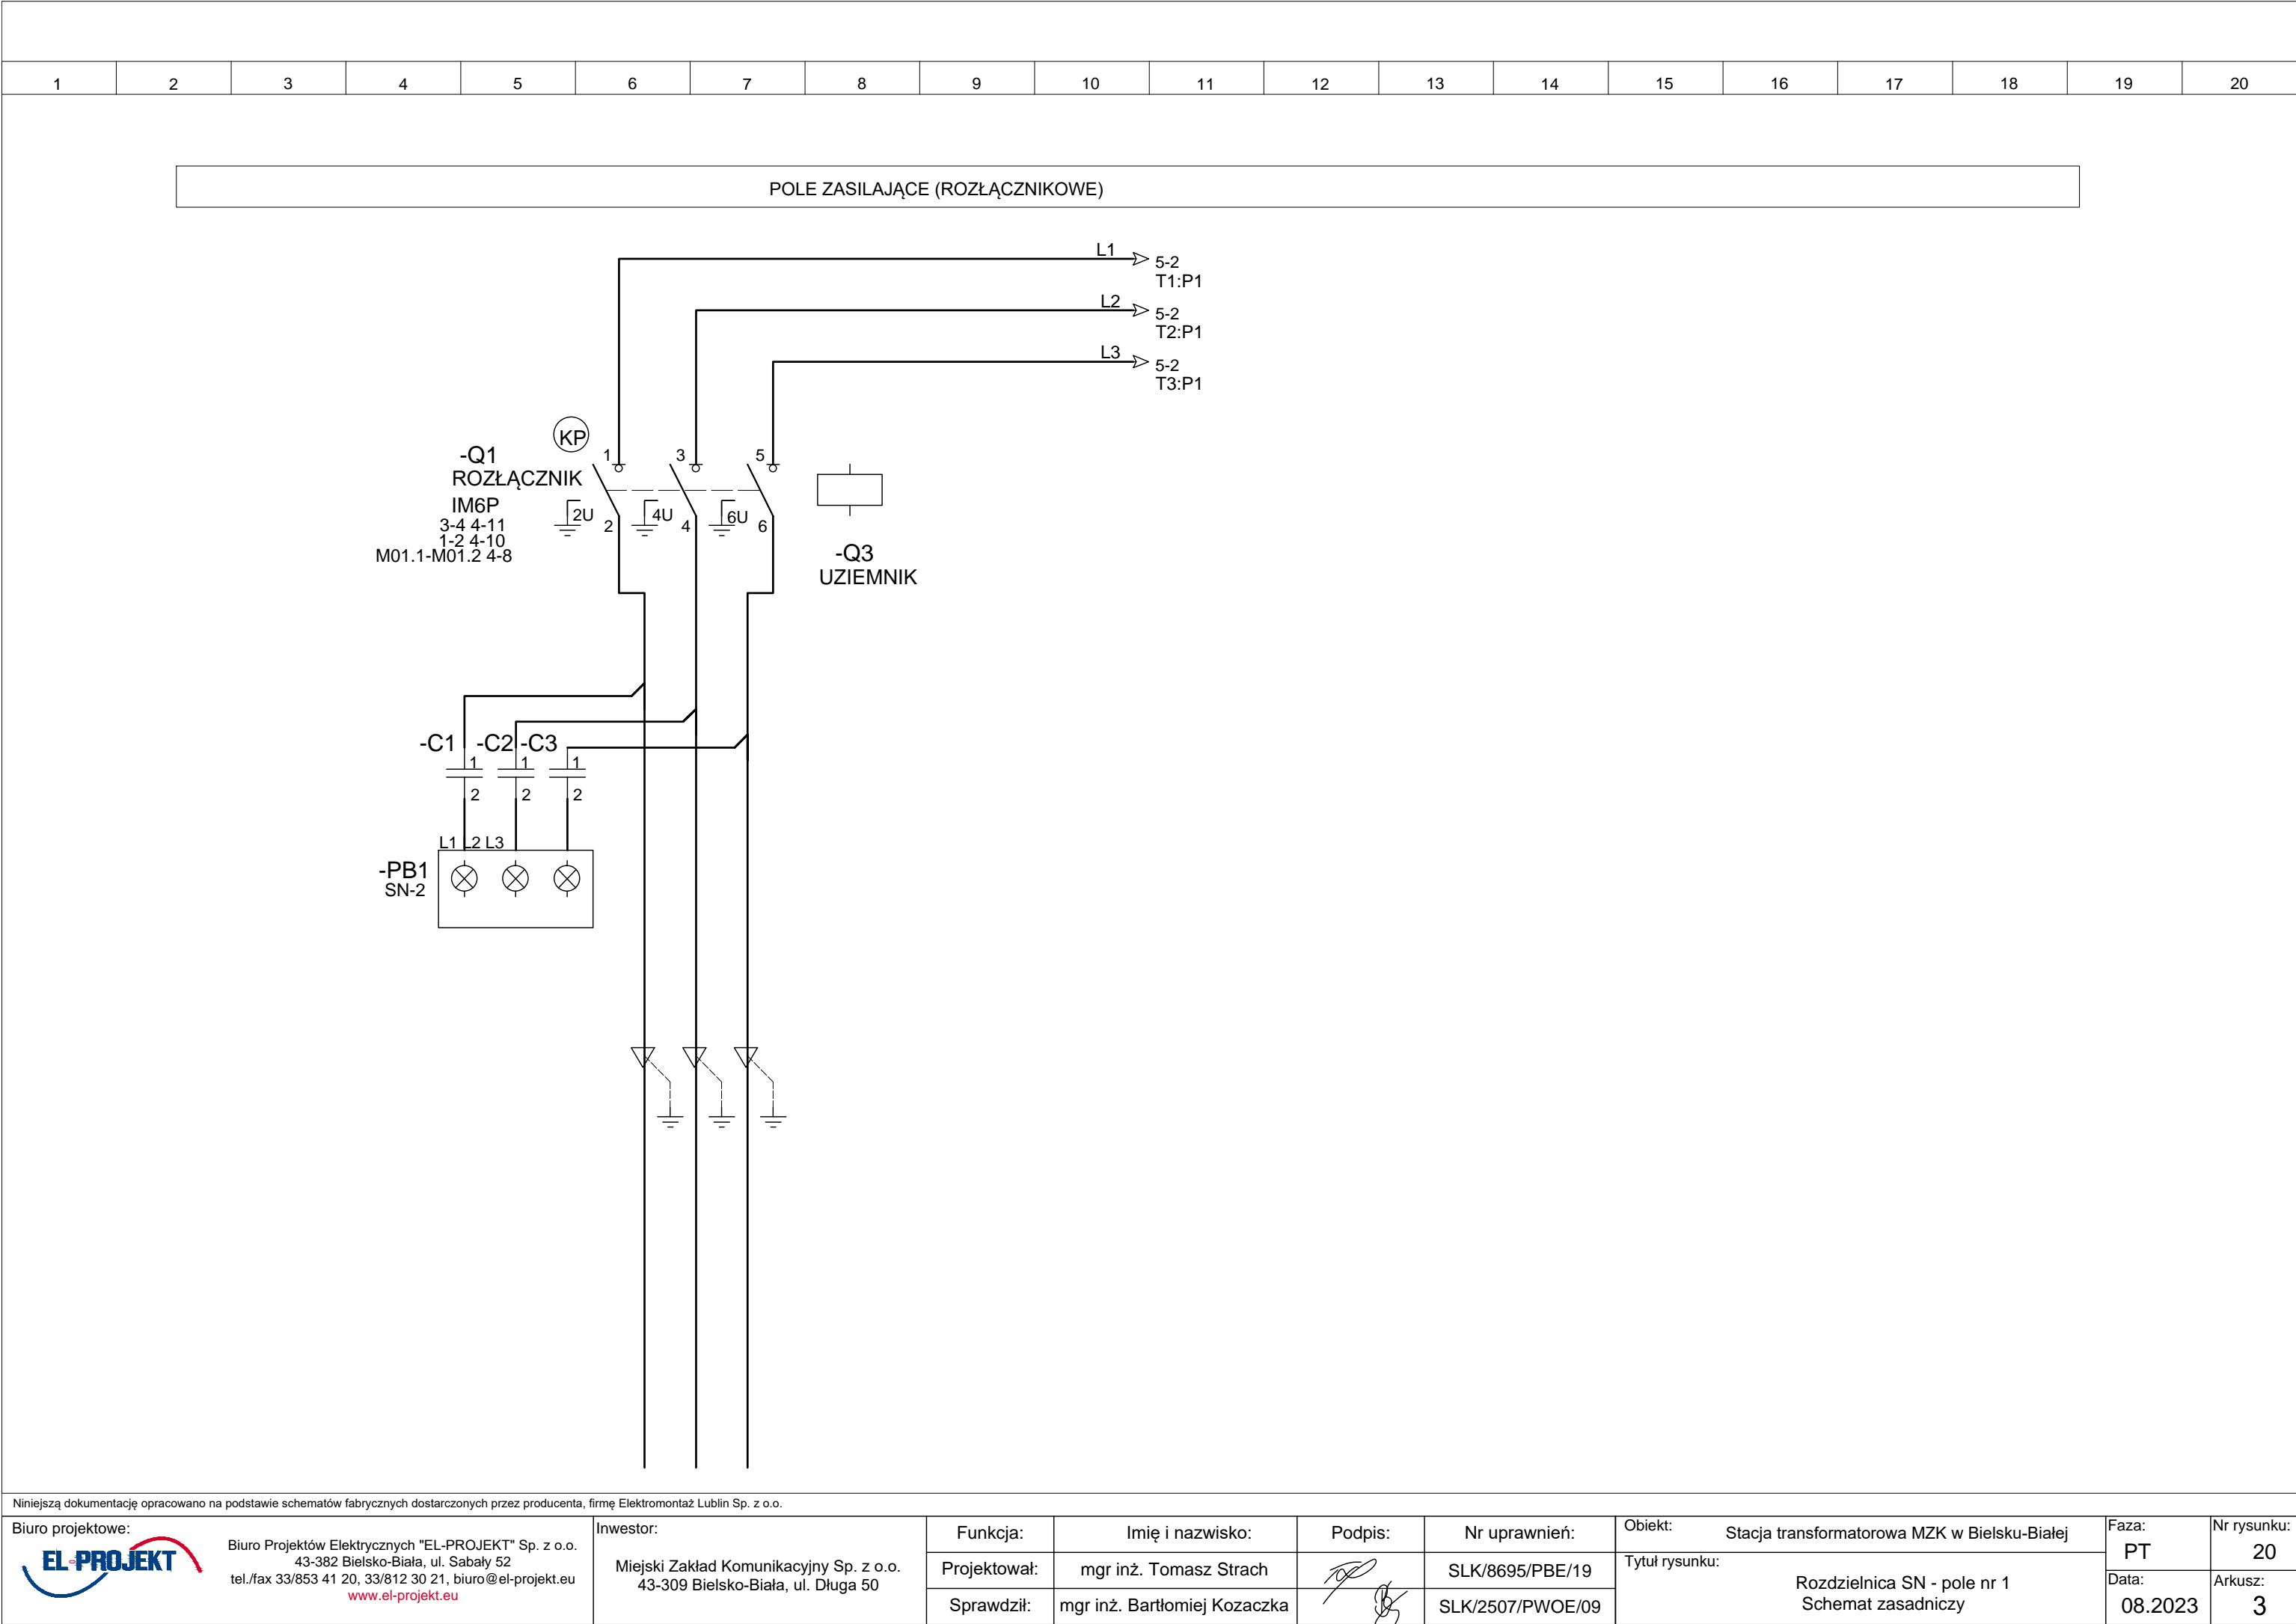 1 2 3 4 5 6 7 8 9 10 11 12 13 14 15 16 17 18 19 20
POLE ZASILAJĄCE (ROZŁĄCZNIKOWE)
L1
5-2
T1:P1
L2
5-2
T2:P1
L3
5-2
T3:P1
KP
-Q1
ROZŁĄCZNIK
IM6P
3-4 4-11
1-2 4-10
M01.1-M01.2 4-8
1 3 5
2U 4U 6U
2 4 6
-Q3
UZIEMNIK
-C1 -C2 -C3
1 1 1
2 2 2
L1 L2 L3
-PB1
SN-2
Niniejszą dokumentację opracowano na podstawie schematów fabrycznych dostarczonych przez producenta, firmę Elektromontaż Lublin Sp. z o.o.
Biuro projektowe:
EL-PROJEKT
Biuro Projektów Elektrycznych "EL-PROJEKT" Sp. z o.o.
43-382 Bielsko-Biała, ul. Sabały 52
tel./fax 33/853 41 20, 33/812 30 21, biuro@el-projekt.eu
www.el-projekt.eu
Inwestor:
Miejski Zakład Komunikacyjny Sp. z o.o.
43-309 Bielsko-Biała, ul. Długa 50
Funkcja: Imię i nazwisko: Podpis: Nr uprawnień:
Projektował: mgr inż. Tomasz Strach SLK/8695/PBE/19
Sprawdził: mgr inż. Bartłomiej Kozaczka SLK/2507/PWOE/09
Obiekt: Stacja transformatorowa MZK w Bielsku-Białej
Tytuł rysunku:
Rozdzielnica SN - pole nr 1
Schemat zasadniczy
Faza:
PT
Nr rysunku:
20
Data:
08.2023
Arkusz:
3